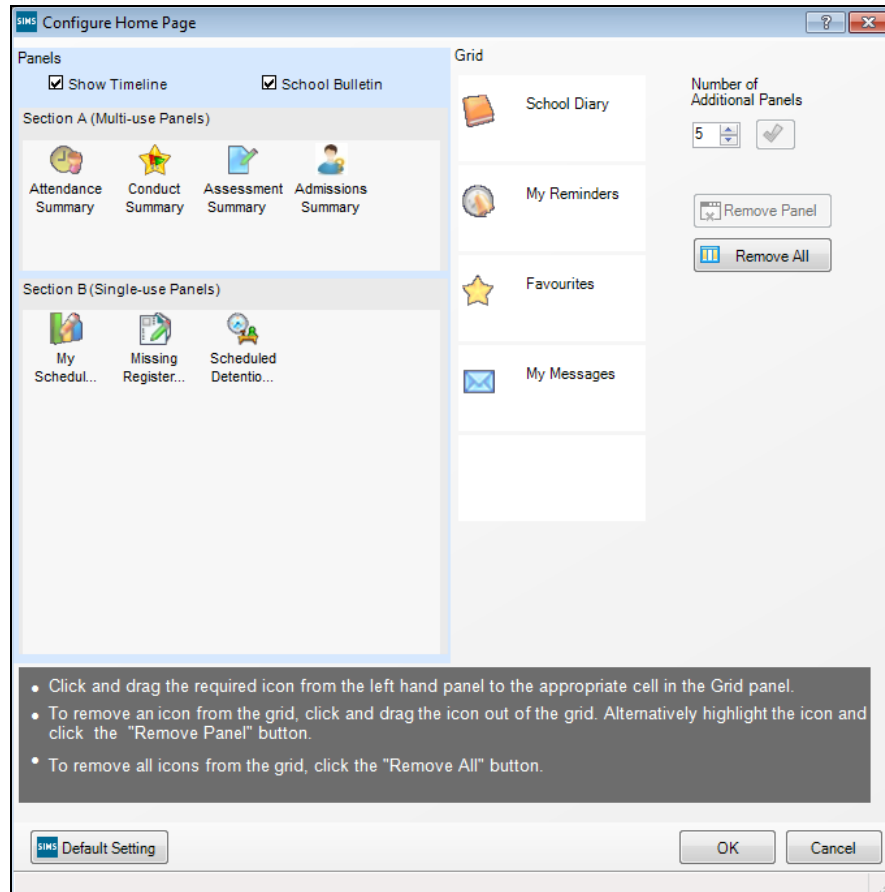 SIMS Configure Home Page
Panels
Show Timeline School Bulletin
Section A (Multi-use Panels)
Attendance Summary
Conduct Summary
Assessment Summary
Admissions Summary
Section B (Single-use Panels)
My Schedul...
Missing Register...
Scheduled Detentio...
Grid
School Diary
My Reminders
Favourites
My Messages
Number of
Additional Panels
5
Remove Panel
Remove All
• Click and drag the required icon from the left hand panel to the appropriate cell in the Grid panel.
• To remove an icon from the grid, click and drag the icon out of the grid. Alternatively highlight the icon and
click the "Remove Panel" button.
• To remove all icons from the grid, click the "Remove All" button.
SIMS Default Setting
OK Cancel